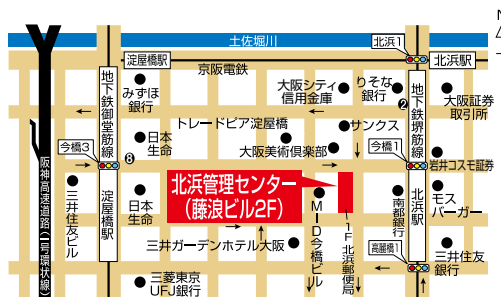 N
土佐堀川
北浜1
淀屋橋駅
北浜駅
京阪電鉄
みずほ
銀行
大阪シティ
信用金庫
りそな
銀行
2
大阪証券
取引所
地下鉄御堂筋線
地下鉄堺筋線
トレードピア淀屋橋
サンクス
日本
生命
大阪美術倶楽部
今橋3
8
今橋1
岩井コスモ証券
北浜管理センター
(藤浪ビル2F)
阪神高速道路(1号環状線)
三井住友ビル
淀屋橋駅
日本
生命
MID今橋ビル
1F北浜郵便局
南都銀行
北浜駅
モス
バーガー
三井ガーデンホテル大阪
高麗橋1
三井住友
銀行
三菱東京
UFJ銀行